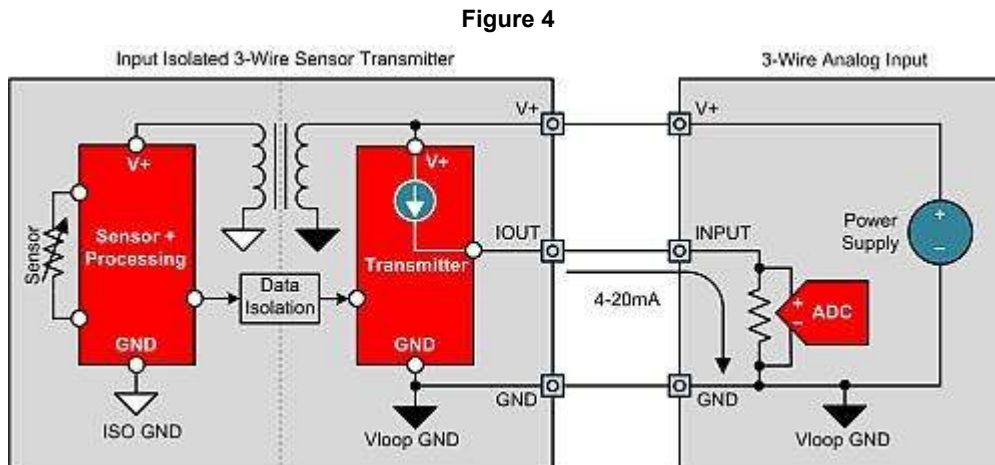 Figure 4
Input Isolated 3-Wire Sensor Transmitter
3-Wire Analog Input
V+
V+
V+
V+
Sensor
Sensor +
Processing
Data
Isolation
Transmitter
IOUT
INPUT
Power
Supply
+
–
4-20mA
+
–
ADC
GND
GND
GND
GND
ISO GND
Vloop GND
Vloop GND